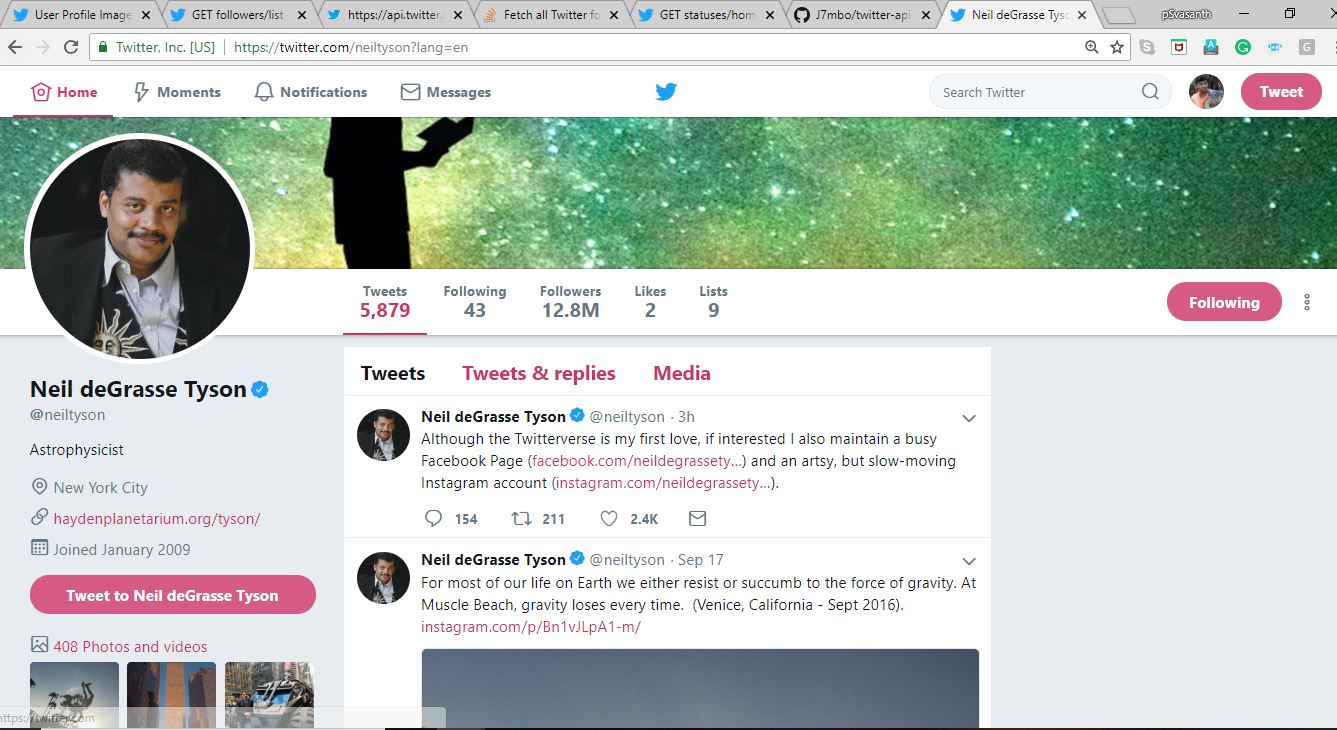 User Profile Image
GET followers/list
https://api.twitter.
Fetch all Twitter fo
GET statuses/hom
J7mbo/twitter-api
Neil deGrasse Tyso
pSvasanth
Twitter, Inc. [US]
https://twitter.com/neiltyson?lang=en
Home
Moments
Notifications
Messages
Search Twitter
Tweet
Tweets
5,879
Following
43
Followers
12.8M
Likes
2
Lists
9
Following
Neil deGrasse Tyson
@neiltyson
Astrophysicist
New York City
haydenplanetarium.org/tyson/
Joined January 2009
Tweet to Neil deGrasse Tyson
408 Photos and videos
https://twitter.com
Tweets Tweets & replies Media
Neil deGrasse Tyson @neiltyson · 3h
Although the Twitterverse is my first love, if interested I also maintain a busy
Facebook Page (facebook.com/neildegrassety...) and an artsy, but slow-moving
Instagram account (instagram.com/neildegrassety...).
154 211 2.4K
Neil deGrasse Tyson @neiltyson · Sep 17
For most of our life on Earth we either resist or succumb to the force of gravity. At
Muscle Beach, gravity loses every time. (Venice, California - Sept 2016).
instagram.com/p/Bn1vJLpA1-m/